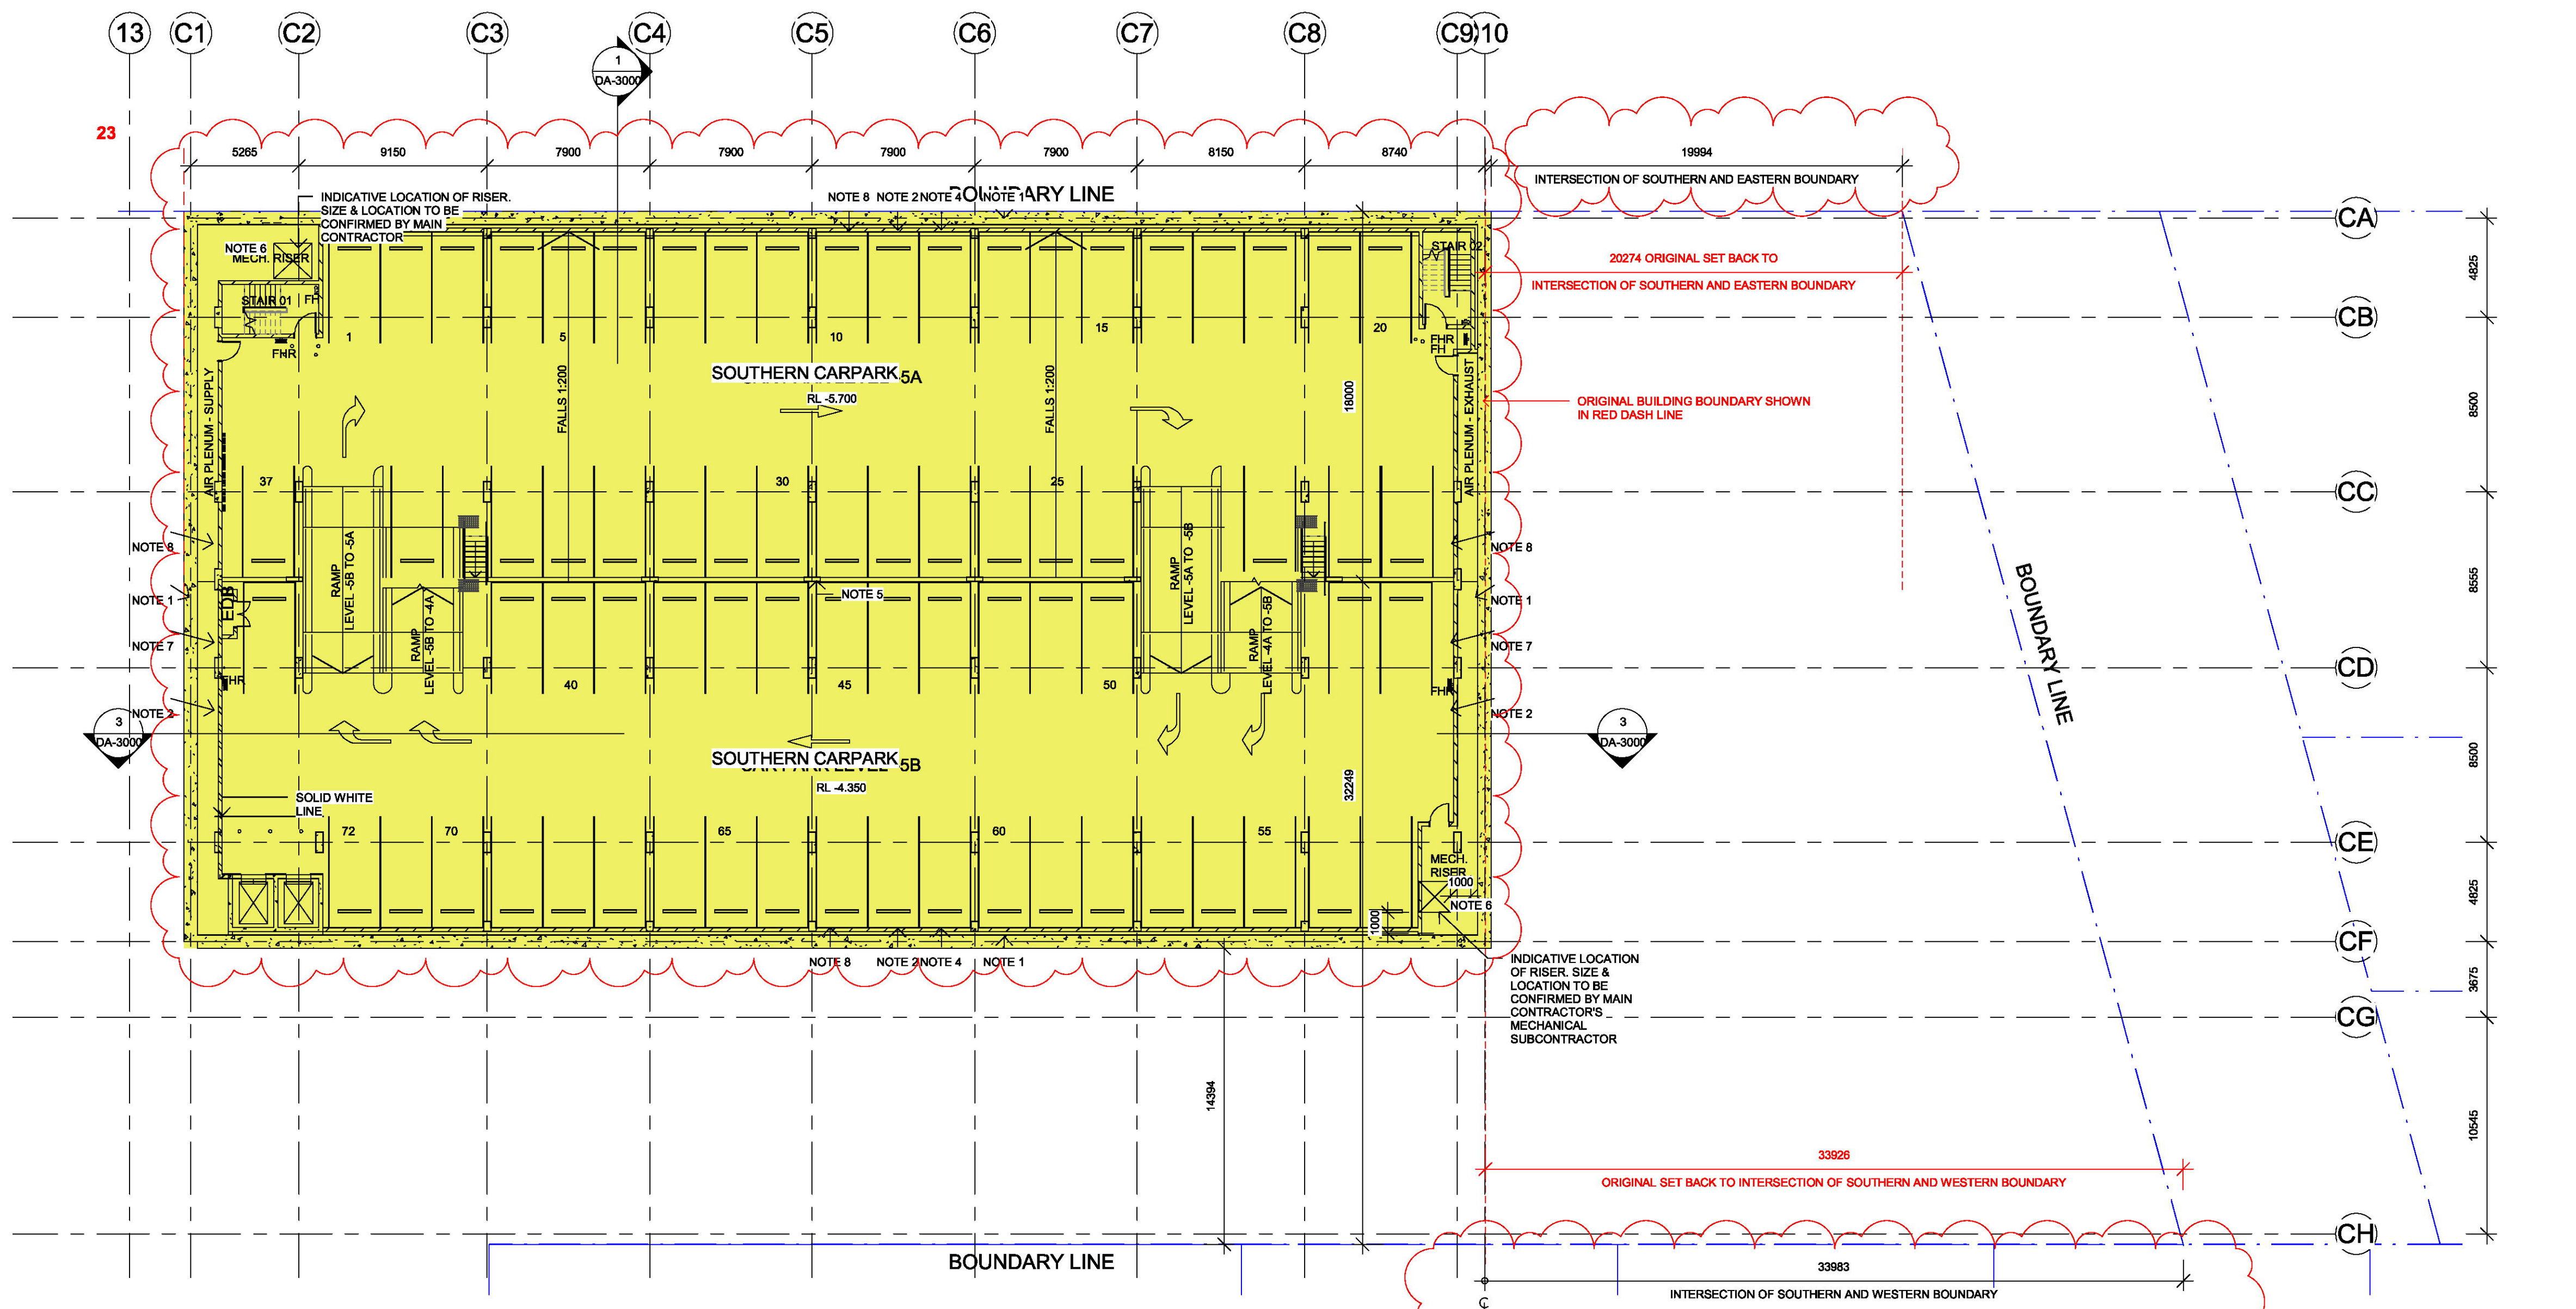 13 C1 C2 C3 C4 C5 C6 C7 C8 C9 10
1
DA-3000
23
5265 9150 7900 7900 7900 7900 8150 8740 19994
INTERSECTION OF SOUTHERN AND EASTERN BOUNDARY
INDICATIVE LOCATION OF RISER.
SIZE & LOCATION TO BE
CONFIRMED BY MAIN
CONTRACTOR
NOTE 8 NOTE 2 NOTE 4 NOTE 1
BOUNDARY LINE
CA
NOTE 6
MECH. RISER
STAIR 02
20274 ORIGINAL SET BACK TO
INTERSECTION OF SOUTHERN AND EASTERN BOUNDARY
4825
STAIR 01 FH
CB
1 5 10 15 20
FHR
FHR
FH
SOUTHERN CARPARK 5A
RL -5.700
AIR PLENUM - SUPPLY
FALLS 1:200
FALLS 1:200
18000
AIR PLENUM - EXHAUST
ORIGINAL BUILDING BOUNDARY SHOWN
IN RED DASH LINE
8500
37 30 25
CC
NOTE 8
NOTE 8
RAMP
LEVEL -5B TO -5A
RAMP
LEVEL -5A TO -5B
8555
NOTE 1
EDB
NOTE 5
NOTE 1
RAMP
LEVEL -5B TO -4A
RAMP
LEVEL -4A TO -5B
BOUNDARY LINE
NOTE 7
NOTE 7
CD
FHR
40 45 50
FHR
NOTE 2
NOTE 2
3
DA-3000
3
DA-3000
SOUTHERN CARPARK 5B
RL -4.350
32249
8500
SOLID WHITE
LINE
72 70 65 60 55
CE
MECH.
RISER
1000
NOTE 6
1000
4825
CF
NOTE 8 NOTE 2 NOTE 4 NOTE 1
INDICATIVE LOCATION
OF RISER. SIZE &
LOCATION TO BE
CONFIRMED BY MAIN
CONTRACTOR'S
MECHANICAL
SUBCONTRACTOR
3675
CG
14394
10545
33926
ORIGINAL SET BACK TO INTERSECTION OF SOUTHERN AND WESTERN BOUNDARY
CH
BOUNDARY LINE
33983
INTERSECTION OF SOUTHERN AND WESTERN BOUNDARY